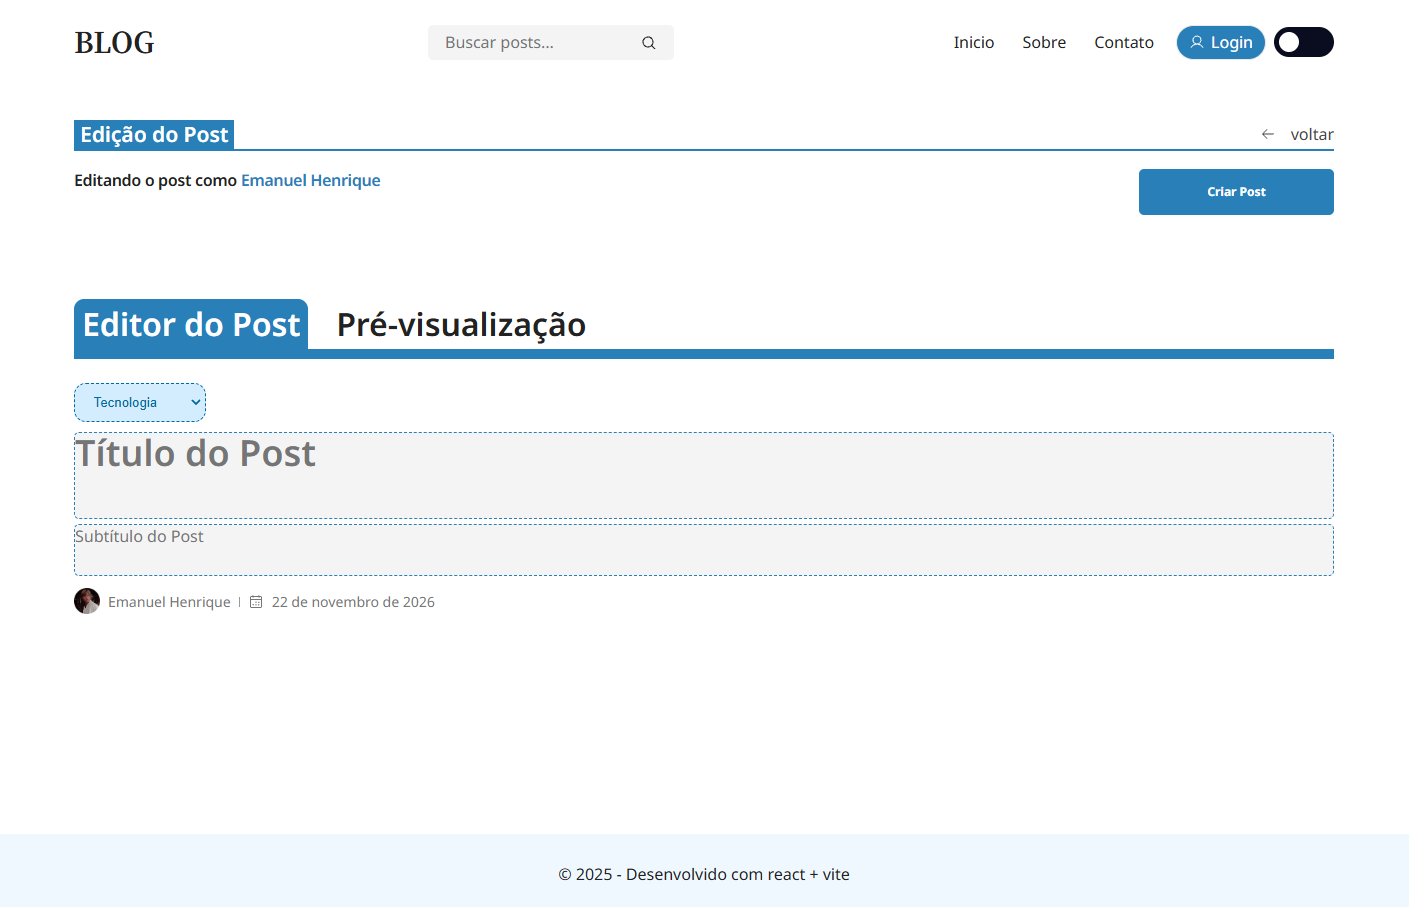 BLOG
Buscar posts...
Inicio
Sobre
Contato
Login
Edição do Post
voltar
Editando o post como Emanuel Henrique
Criar Post
Editor do Post
Pré-visualização
Tecnologia
Título do Post
Subtítulo do Post
Emanuel Henrique
22 de novembro de 2026
© 2025 - Desenvolvido com react + vite